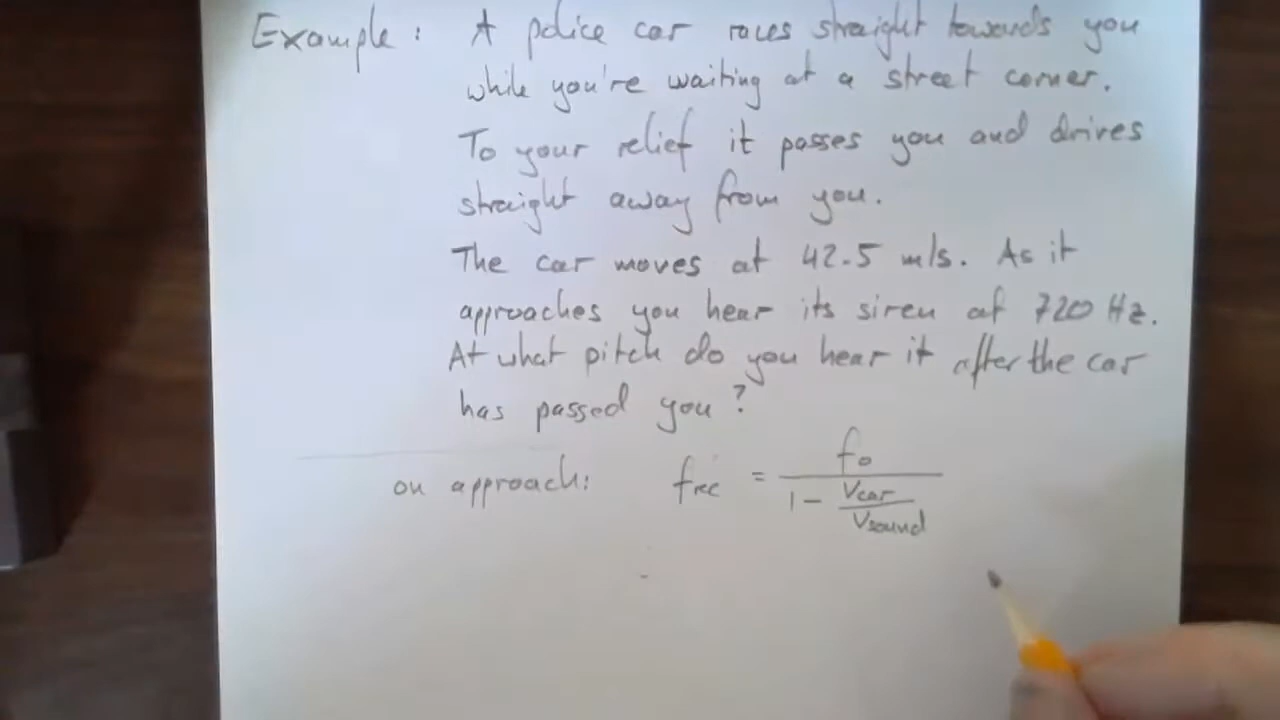 Example: A police car races straight towards you
while you're waiting at a street corner.
To your relief it passes you and drives
straight away from you.
The car moves at 42.5 m/s. As it
approaches you hear its siren at 720 Hz.
At what pitch do you hear it after the car
has passed you?
on approach: frec = fo / (1 - Vcar / Vsound)